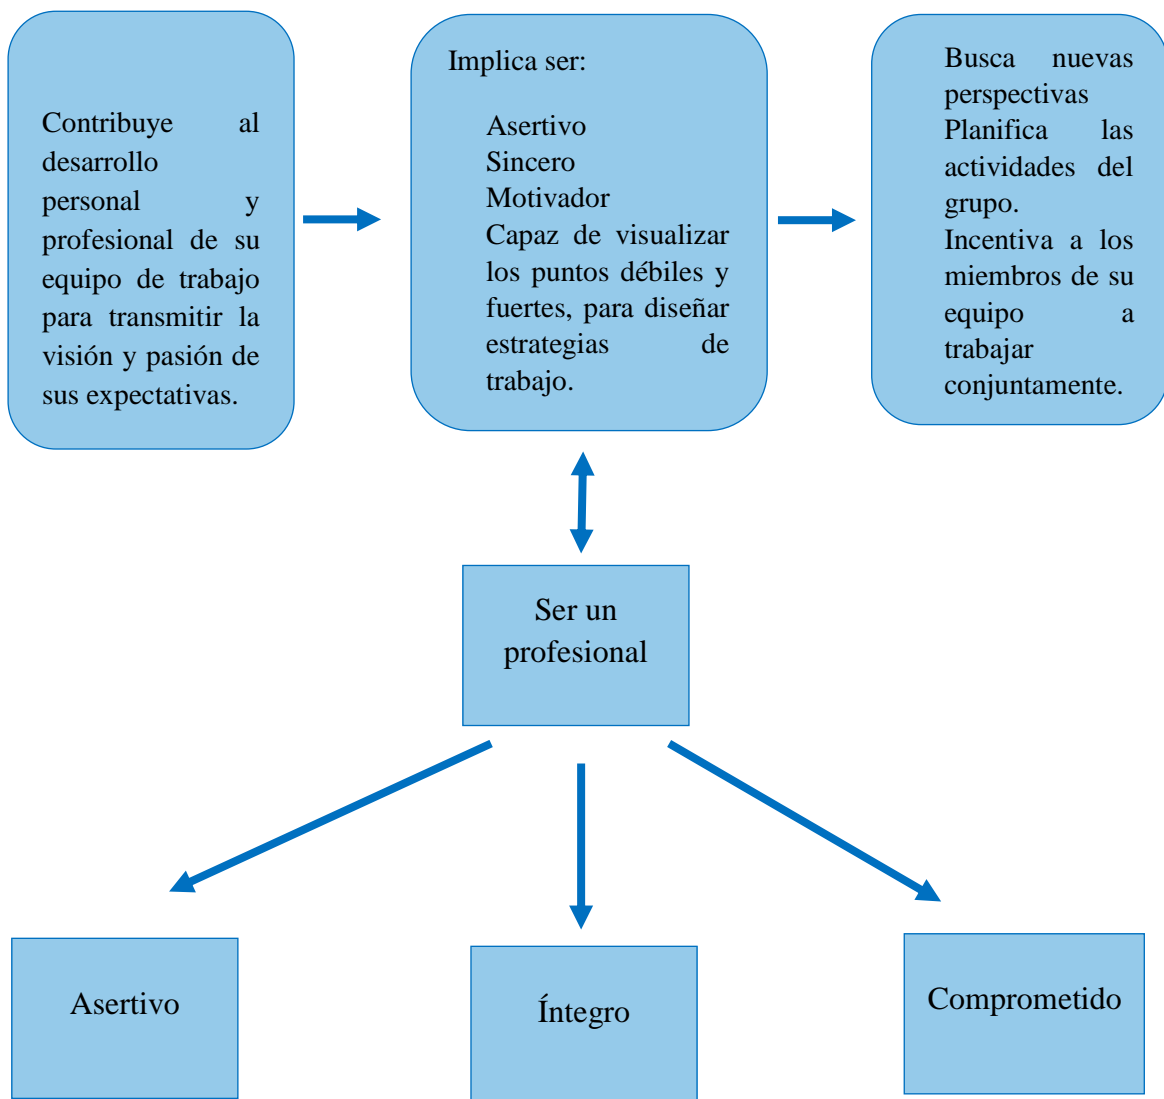 Contribuye al
desarrollo
personal y
profesional de su
equipo de trabajo
para transmitir la
visión y pasión de
sus expectativas.
Implica ser:
Asertivo
Sincero
Motivador
Capaz de visualizar
los puntos débiles y
fuertes, para diseñar
estrategias de
trabajo.
Busca nuevas
perspectivas
Planifica las
actividades del
grupo.
Incentiva a los
miembros de su
equipo a
trabajar
conjuntamente.
Ser un
profesional
Asertivo
Íntegro
Comprometido